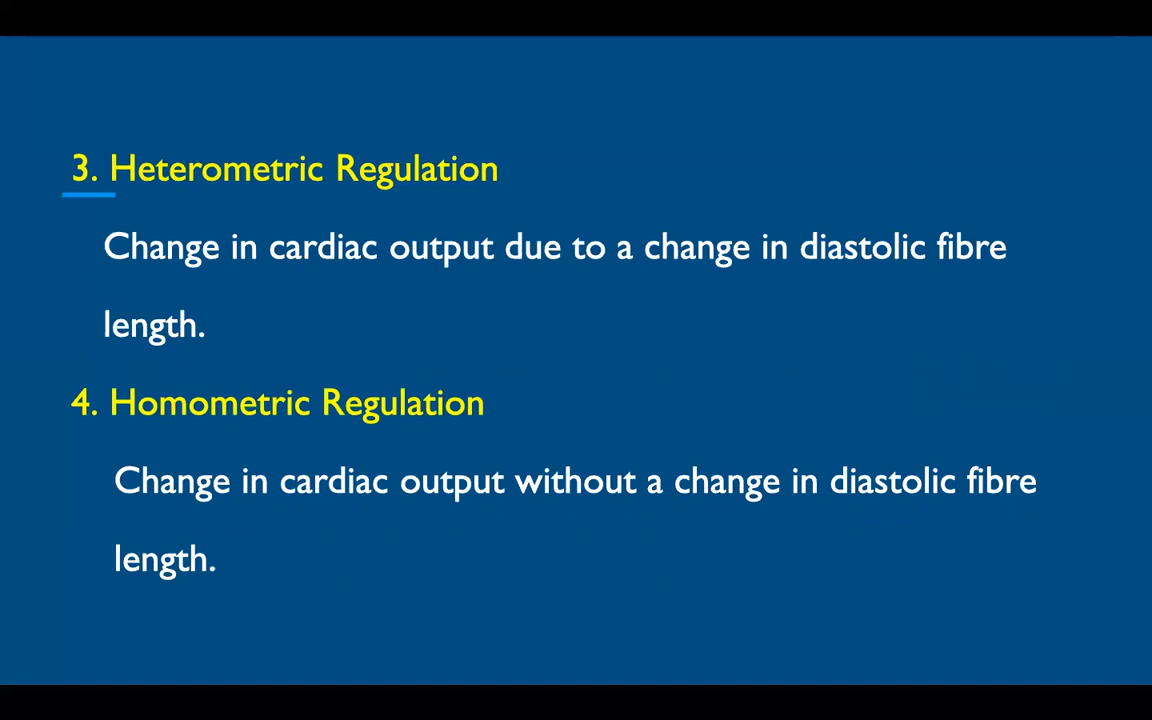 3. Heterometric Regulation
Change in cardiac output due to a change in diastolic fibre
length.
4. Homometric Regulation
Change in cardiac output without a change in diastolic fibre
length.